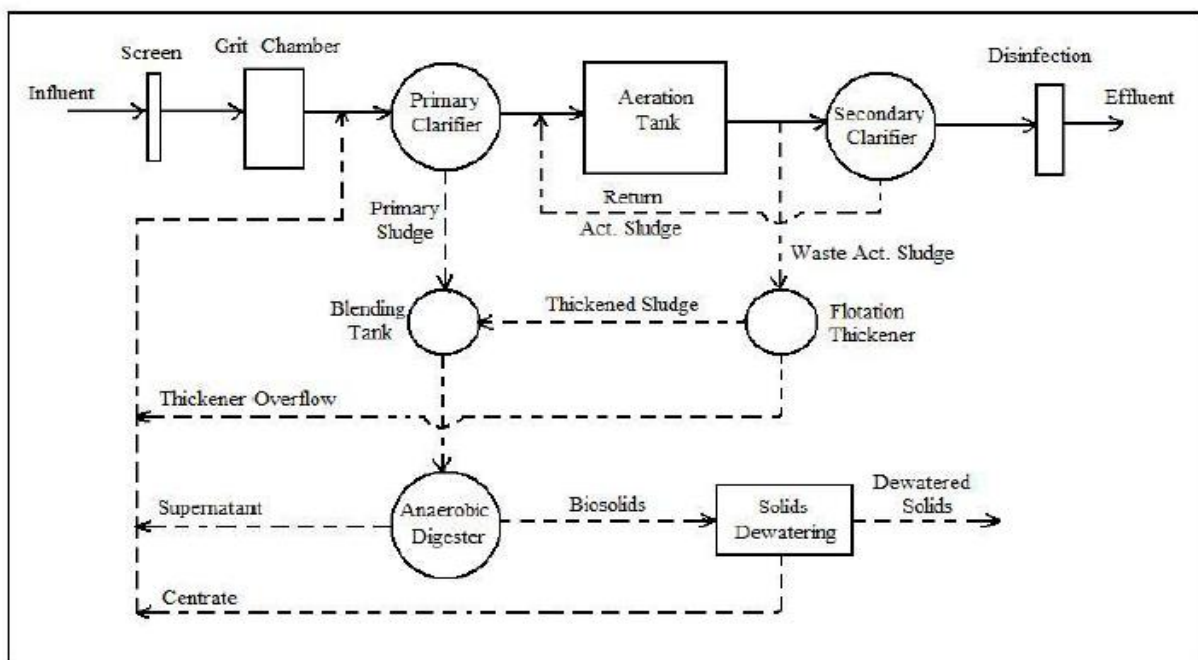 Screen
Grit Chamber
Disinfection
Influent
Primary
Clarifier
Aeration
Tank
Secondary
Clarifier
Effluent
Primary
Sludge
Return
Act. Sludge
Waste Act. Sludge
Blending
Tank
Thickened Sludge
Flotation
Thickener
Thickener Overflow
Supernatant
Anaerobic
Digester
Biosolids
Solids
Dewatering
Dewatered
Solids
Centrate